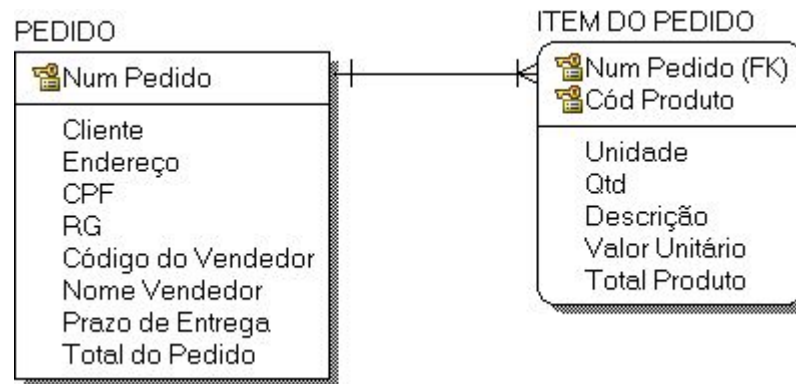 PEDIDO
Num Pedido
Cliente
Endereço
CPF
RG
Código do Vendedor
Nome Vendedor
Prazo de Entrega
Total do Pedido
ITEM DO PEDIDO
Num Pedido (FK)
Cód Produto
Unidade
Qtd
Descrição
Valor Unitário
Total Produto